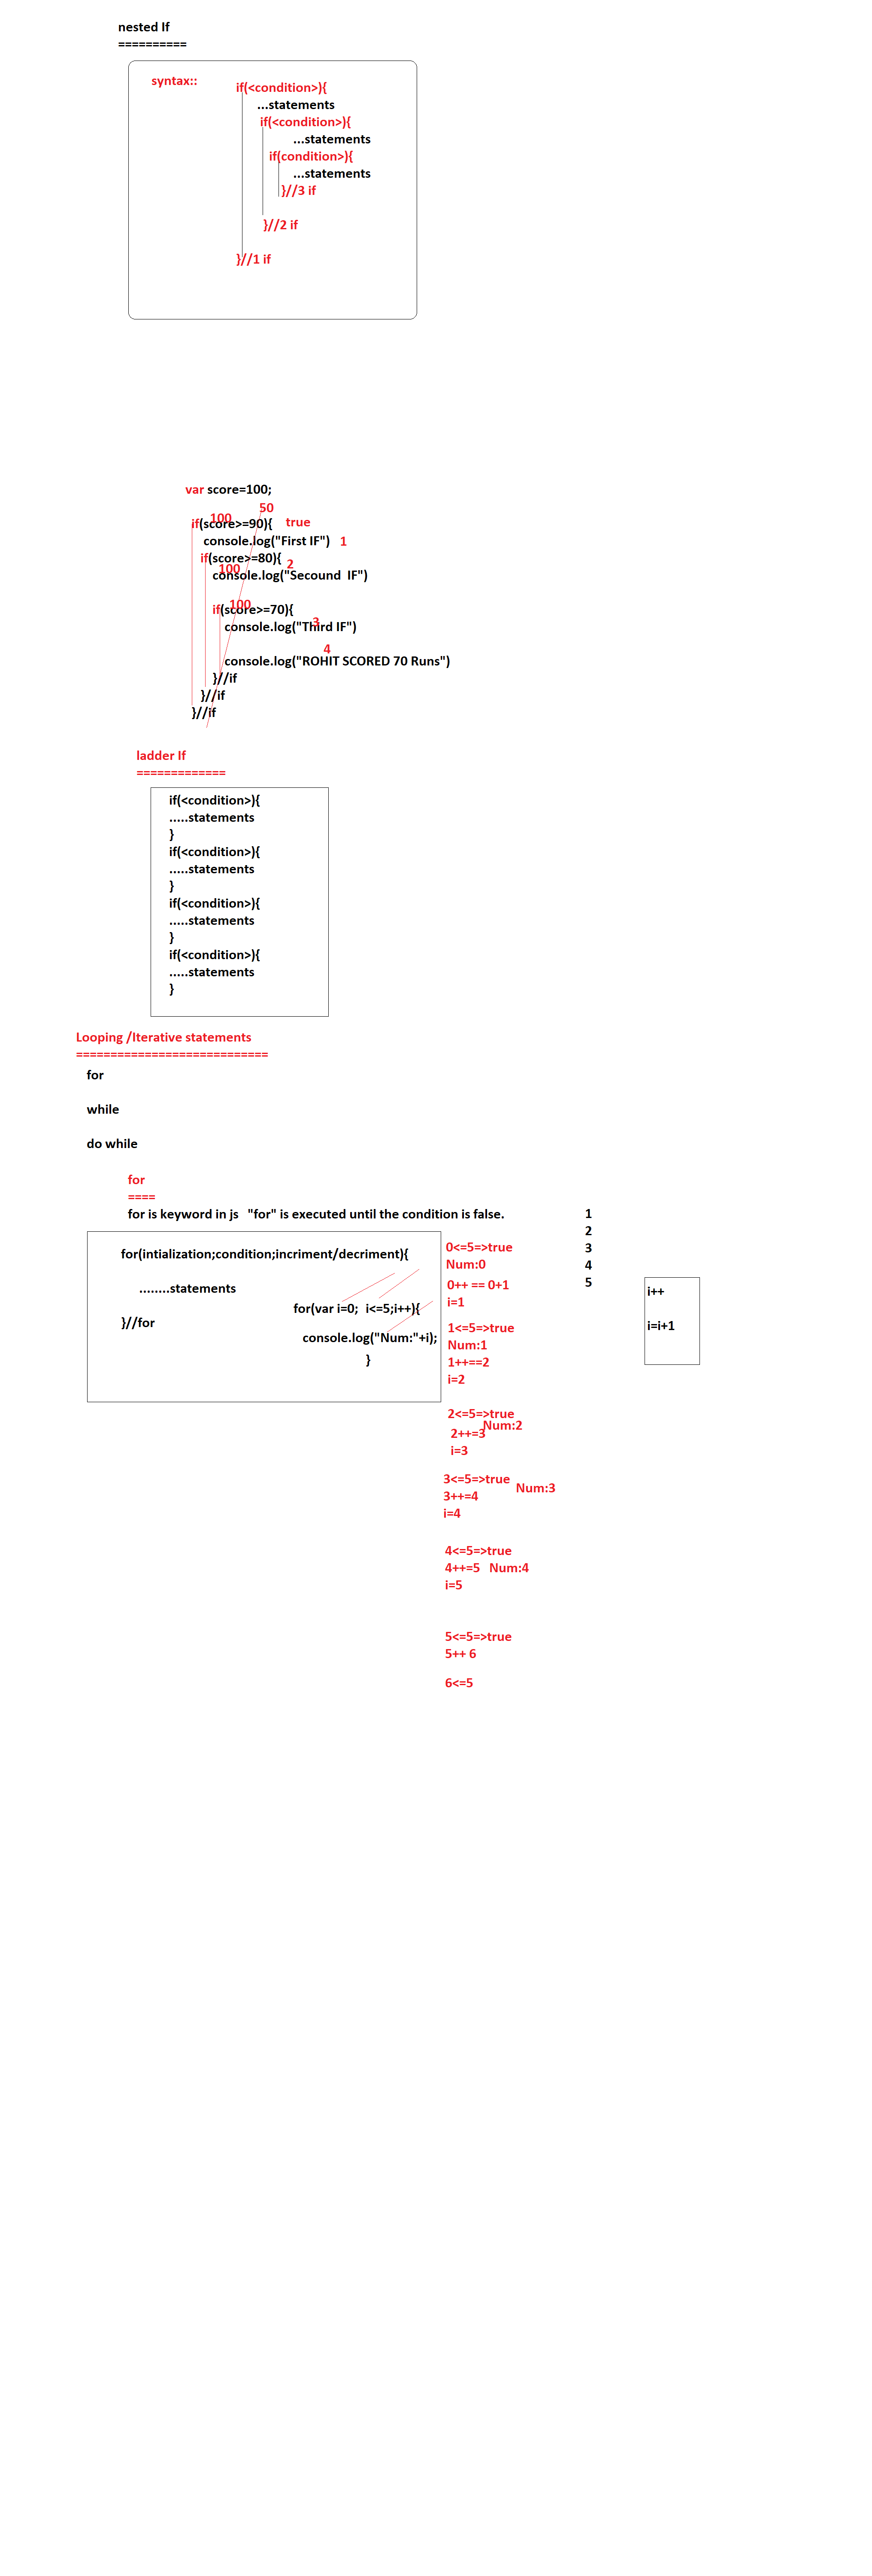 nested If
==========
syntax::
if(<condition>){
...statements
if(<condition>){
...statements
if(condition>){
...statements
}//3 if
}//2 if
}//1 if
var score=100;
50
100
if(score>=90){
true
console.log("First IF")
1
if(score>=80){
2
100
console.log("Secound  IF")
100
if(score>=70){
3
console.log("Third IF")
4
console.log("ROHIT SCORED 70 Runs")
}//if
}//if
}//if
ladder If
=============
if(<condition>){
.....statements
}
if(<condition>){
.....statements
}
if(<condition>){
.....statements
}
if(<condition>){
.....statements
}
Looping /Iterative statements
============================
for
while
do while
for
====
for is keyword in js   "for" is executed until the condition is false.
1
2
3
4
5
for(intialization;condition;incriment/decriment){
........statements
}//for
for(var i=0;  i<=5;i++){
console.log("Num:"+i);
}
0<=5=>true
Num:0
0++ == 0+1
i=1
1<=5=>true
Num:1
1++==2
i=2
2<=5=>true
Num:2
2++=3
i=3
3<=5=>true
Num:3
3++=4
i=4
4<=5=>true
4++=5   Num:4
i=5
5<=5=>true
5++ 6
6<=5
i++
i=i+1